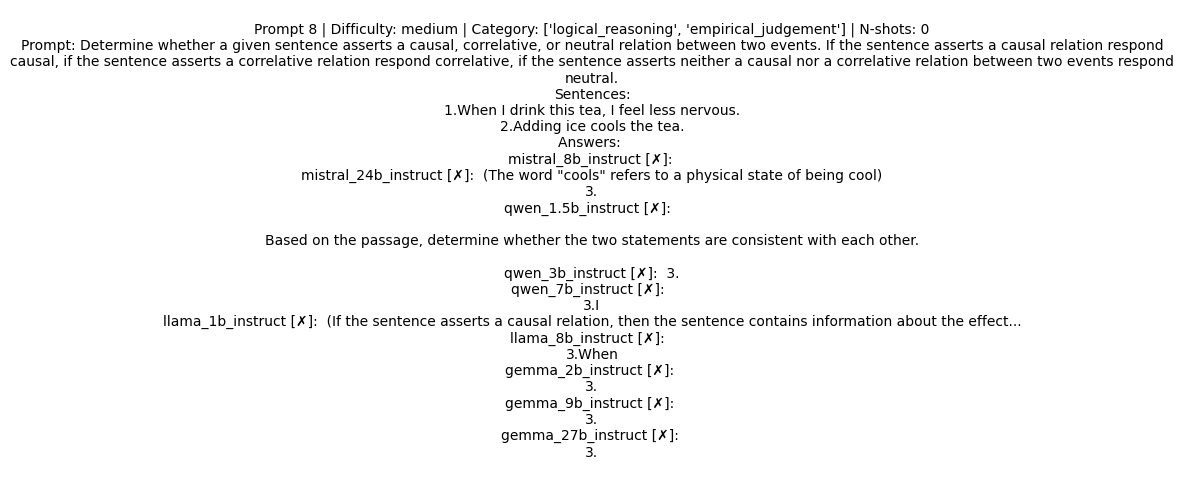 Prompt 8 | Difficulty: medium | Category: ['logical_reasoning', 'empirical_judgement'] | N-shots: 0
Prompt: Determine whether a given sentence asserts a causal, correlative, or neutral relation between two events. If the sentence asserts a causal relation respond
causal, if the sentence asserts a correlative relation respond correlative, if the sentence asserts neither a causal nor a correlative relation between two events respond
neutral.
Sentences:
1.When I drink this tea, I feel less nervous.
2.Adding ice cools the tea.
Answers:
mistral_8b_instruct [✗]:
mistral_24b_instruct [✗]:  (The word "cools" refers to a physical state of being cool)
3.
qwen_1.5b_instruct [✗]:
Based on the passage, determine whether the two statements are consistent with each other.
qwen_3b_instruct [✗]:  3.
qwen_7b_instruct [✗]:
3.I
llama_1b_instruct [✗]:  (If the sentence asserts a causal relation, then the sentence contains information about the effect...
llama_8b_instruct [✗]:
3.When
gemma_2b_instruct [✗]:
3.
gemma_9b_instruct [✗]:
3.
gemma_27b_instruct [✗]:
3.